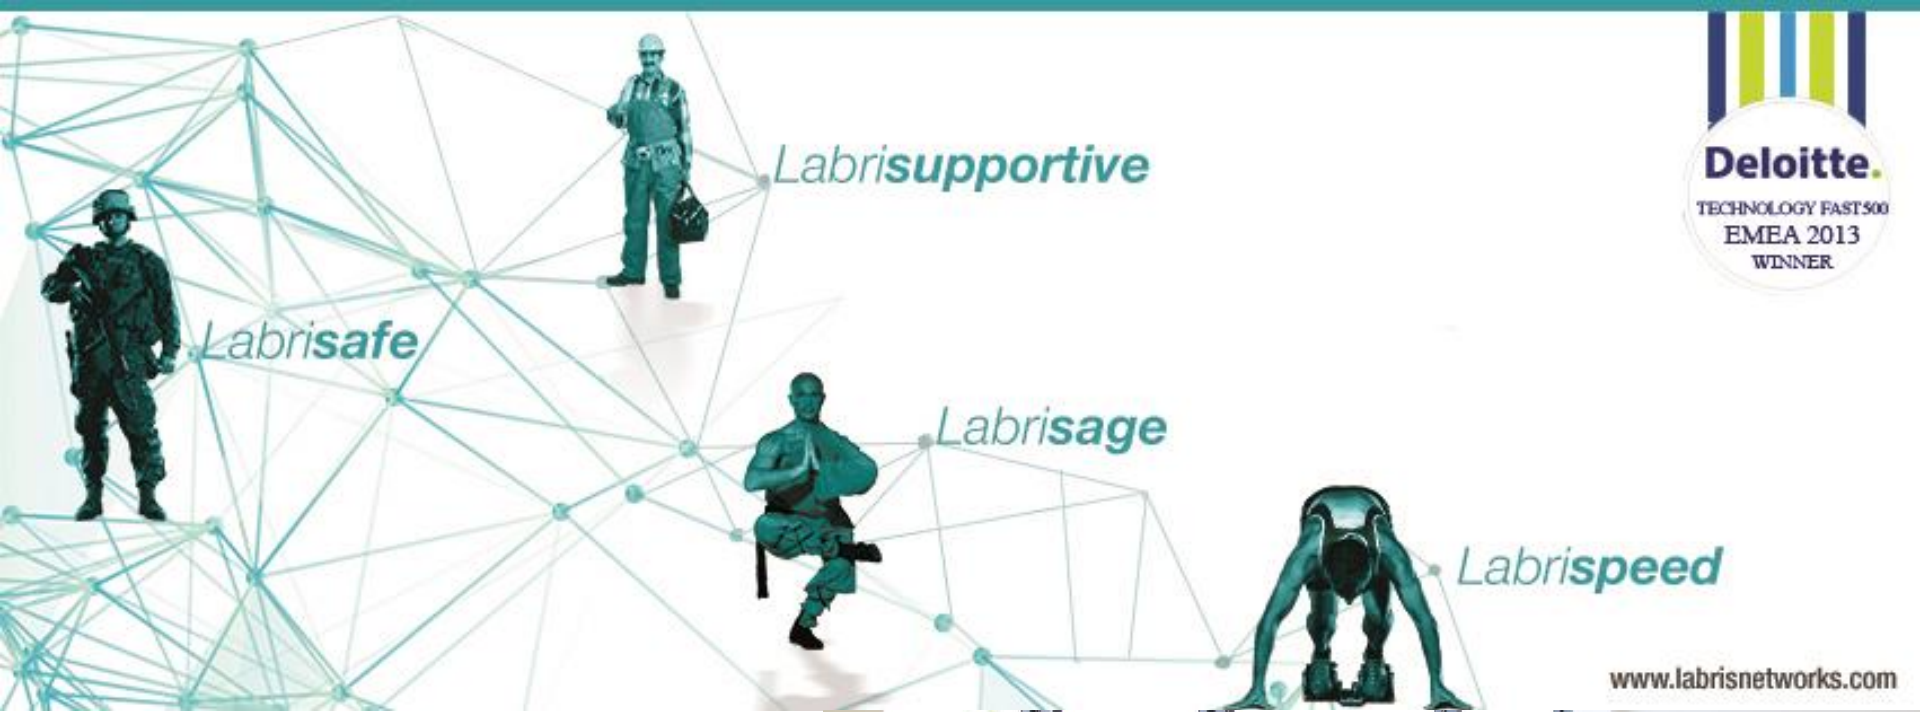 Labrisupportive
Deloitte.
TECHNOLOGY FAST500
EMEA 2013
WINNER
Labrisafe
Labrisage
Labrispeed
www.labrisnetworks.com